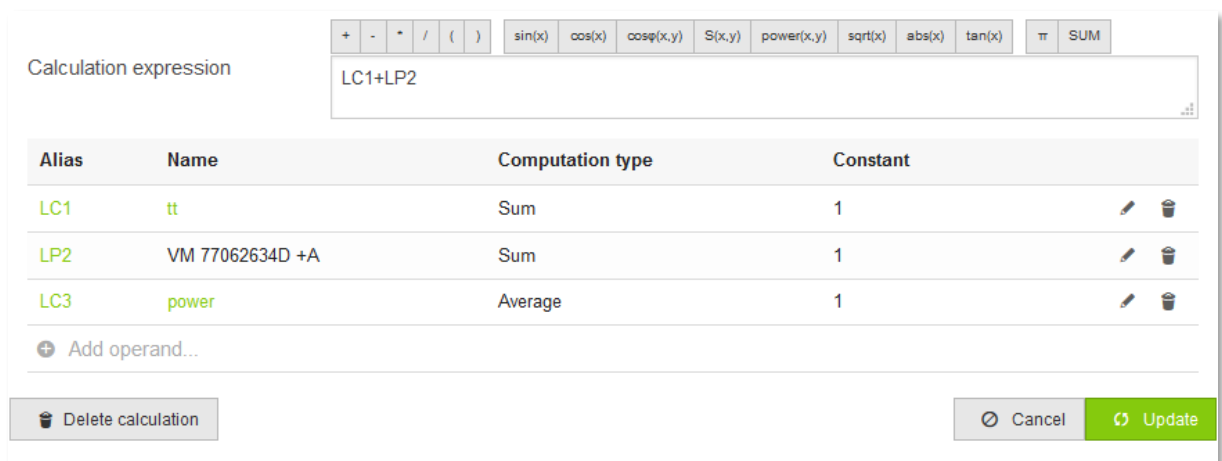 + - * / ( ) sin(x) cos(x) cosφ(x,y) S(x,y) power(x,y) sqrt(x) abs(x) tan(x) π SUM
Calculation expression
LC1+LP2
Alias Name Computation type Constant
LC1 tt Sum 1
LP2 VM 77062634D +A Sum 1
LC3 power Average 1
Add operand...
Delete calculation Cancel Update